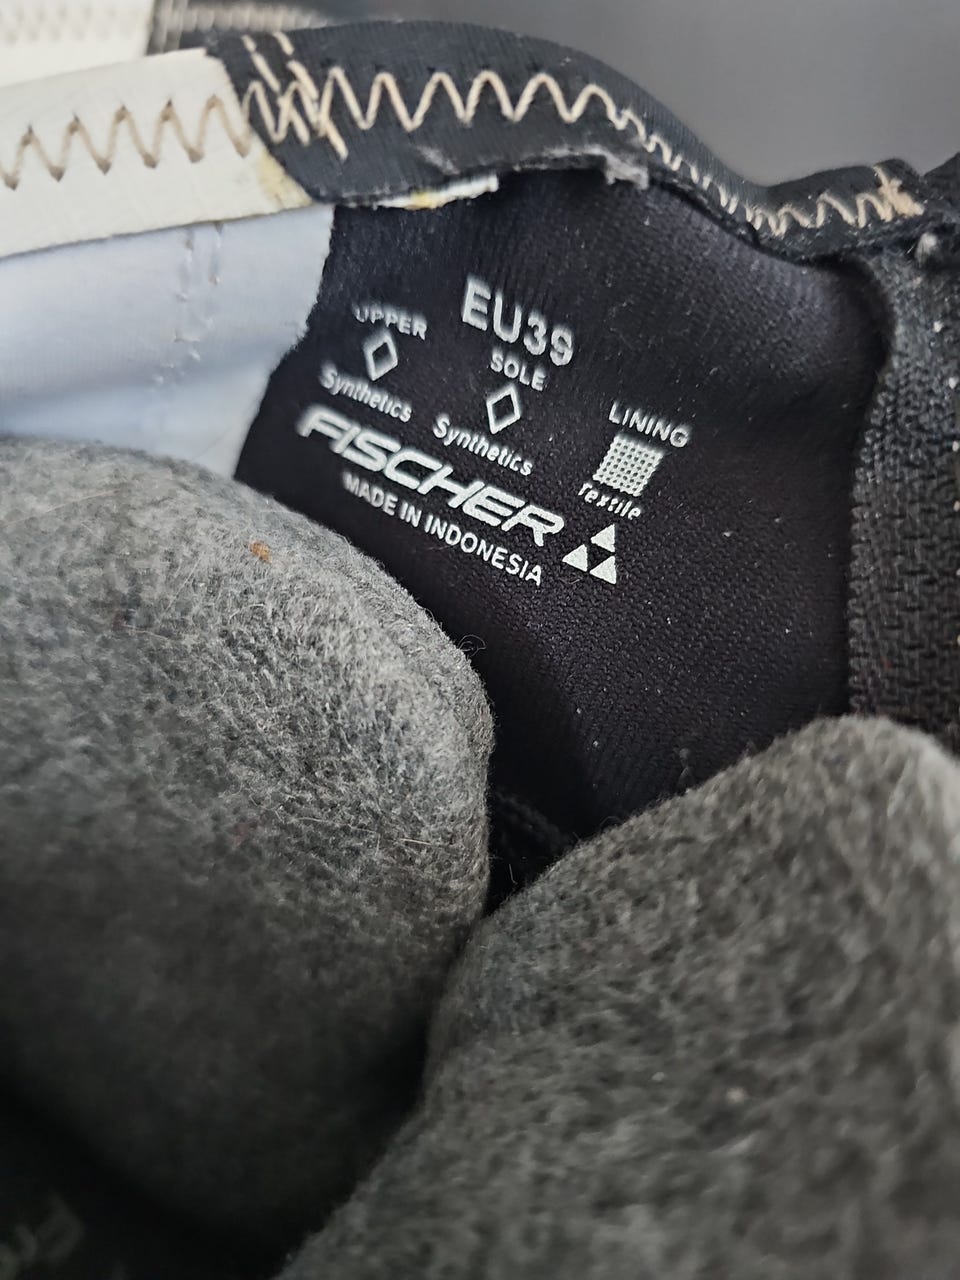 EU39
UPPER
SOLE
LINING
Synthetics
Synthetics
Textile
FISCHER
MADE IN INDONESIA